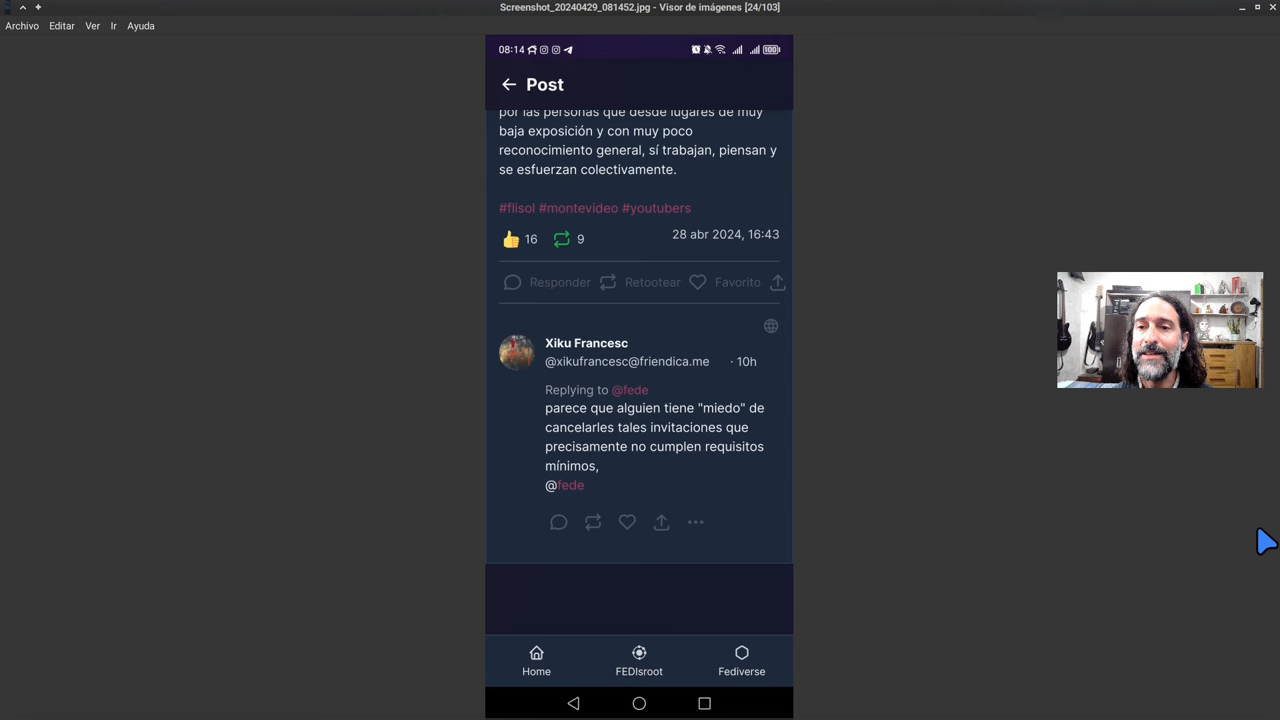 Screenshot_20240429_081452.jpg - Visor de imágenes [24/103]
Archivo Editar Ver Ir Ayuda
08:14
100
Post
por las personas que desde lugares de muy
baja exposición y con muy poco
reconocimiento general, sí trabajan, piensan y
se esfuerzan colectivamente.
#flisol #montevideo #youtubers
16 9 28 abr 2024, 16:43
Responder Retootear Favorito
Xiku Francesc
@xikufrancesc@friendica.me · 10h
Replying to @fede
parece que alguien tiene "miedo" de
cancelarles tales invitaciones que
precisamente no cumplen requisitos
mínimos,
@fede
Home FEDIsroot Fediverse